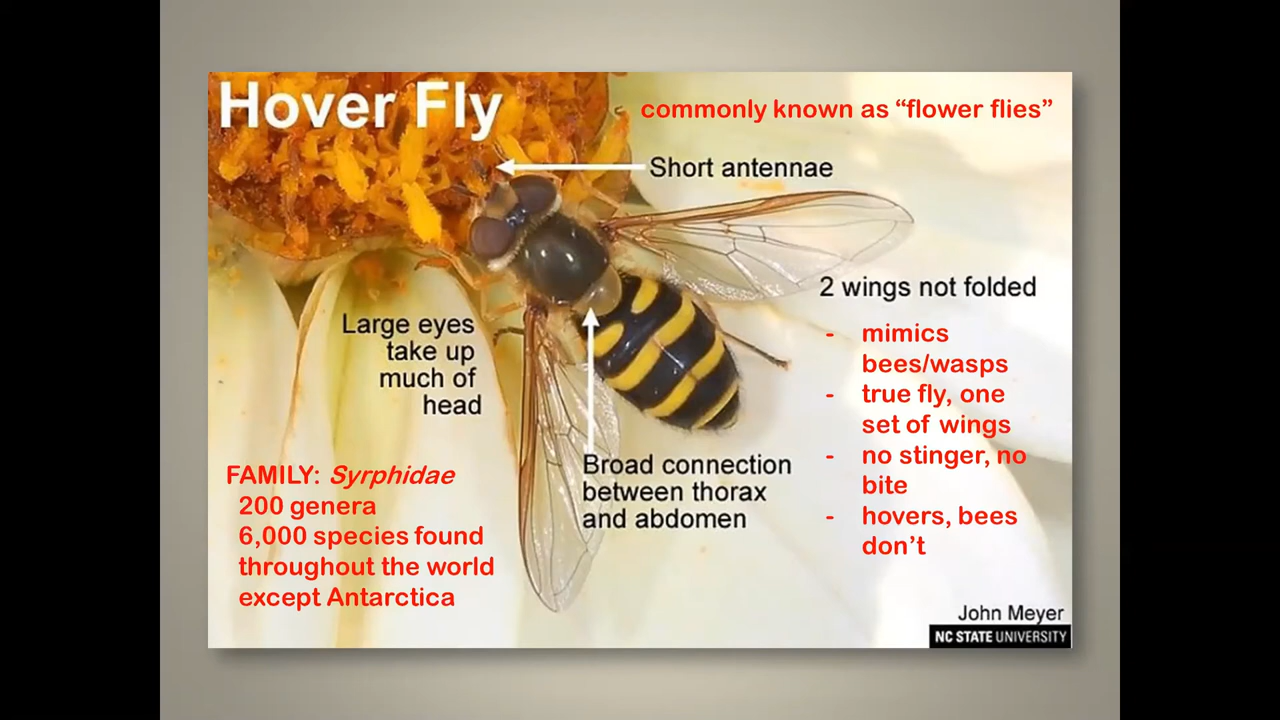 Hover Fly
commonly known as “flower flies”
Short antennae
2 wings not folded
- mimics
bees/wasps
- true fly, one
set of wings
- no stinger, no
bite
- hovers, bees
don’t
Large eyes
take up
much of
head
Broad connection
between thorax
and abdomen
FAMILY: Syrphidae
200 genera
6,000 species found
throughout the world
except Antarctica
John Meyer
NC STATE UNIVERSITY